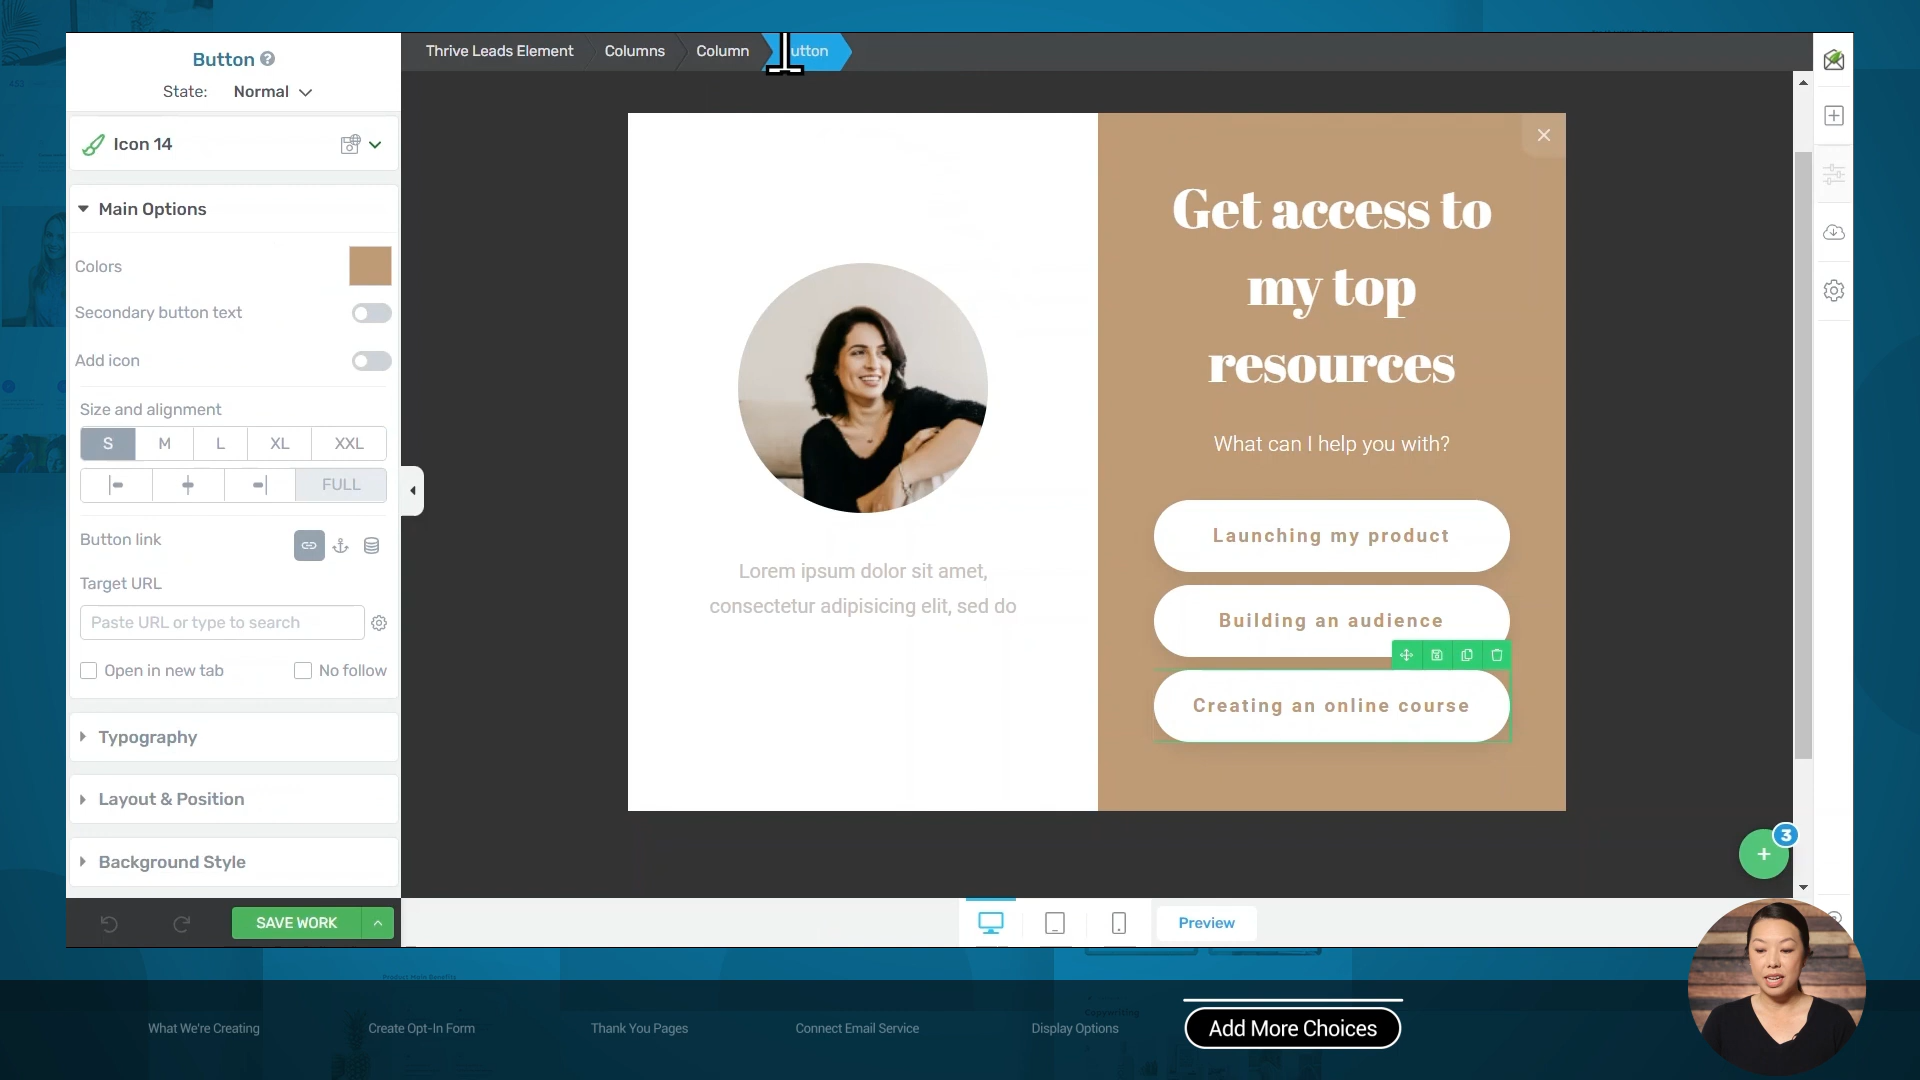 Button
State: Normal
Icon 14
Main Options
Colors
Secondary button text
Add icon
Size and alignment
S M L XL XXL
FULL
Button link
Target URL
Paste URL or type to search
Open in new tab No follow
Typography
Layout & Position
Background Style
SAVE WORK
Thrive Leads Element Columns Column utton
Get access to
my top
resources
What can I help you with?
Launching my product
Building an audience
Creating an online course
Lorem ipsum dolor sit amet,
consectetur adipisicing elit, sed do
3
Preview
What We're Creating Create Opt-In Form Thank You Pages Connect Email Service Display Options Add More Choices